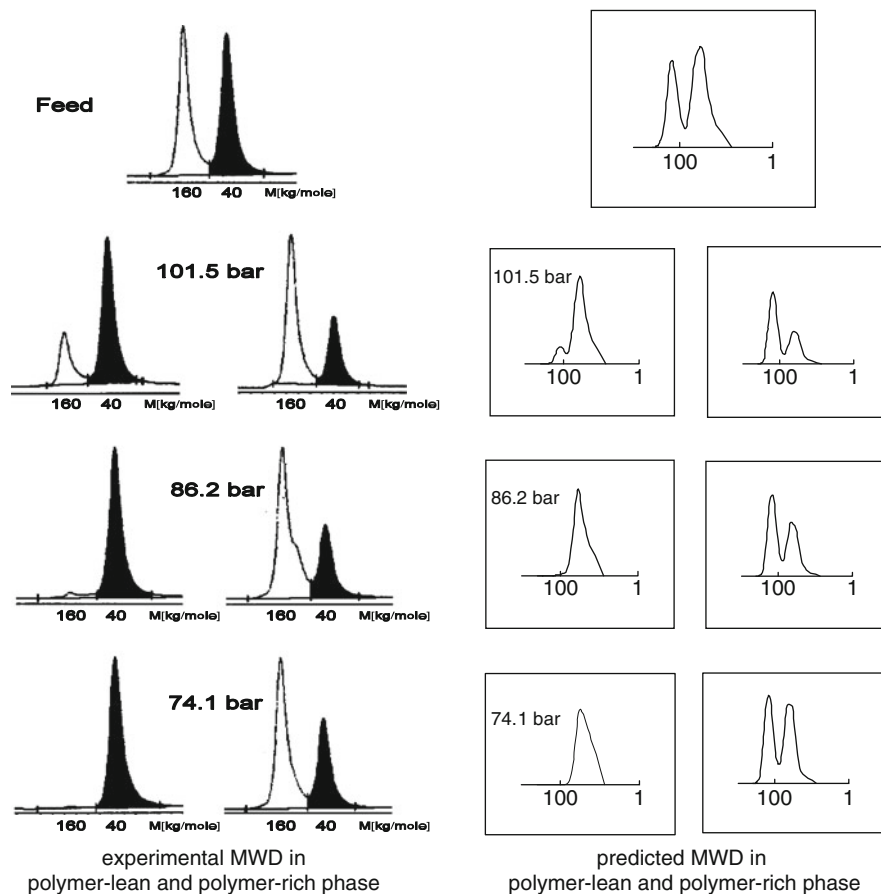 Feed
160 40 M[kg/mole]
100 1
101.5 bar
160 40 M[kg/mole]
160 40 M[kg/mole]
101.5 bar
100 1
100 1
86.2 bar
160 40 M[kg/mole]
160 40 M[kg/mole]
86.2 bar
100 1
100 1
74.1 bar
160 40 M[kg/mole]
160 40 M[kg/mole]
74.1 bar
100 1
100 1
experimental MWD in
polymer-lean and polymer-rich phase
predicted MWD in
polymer-lean and polymer-rich phase